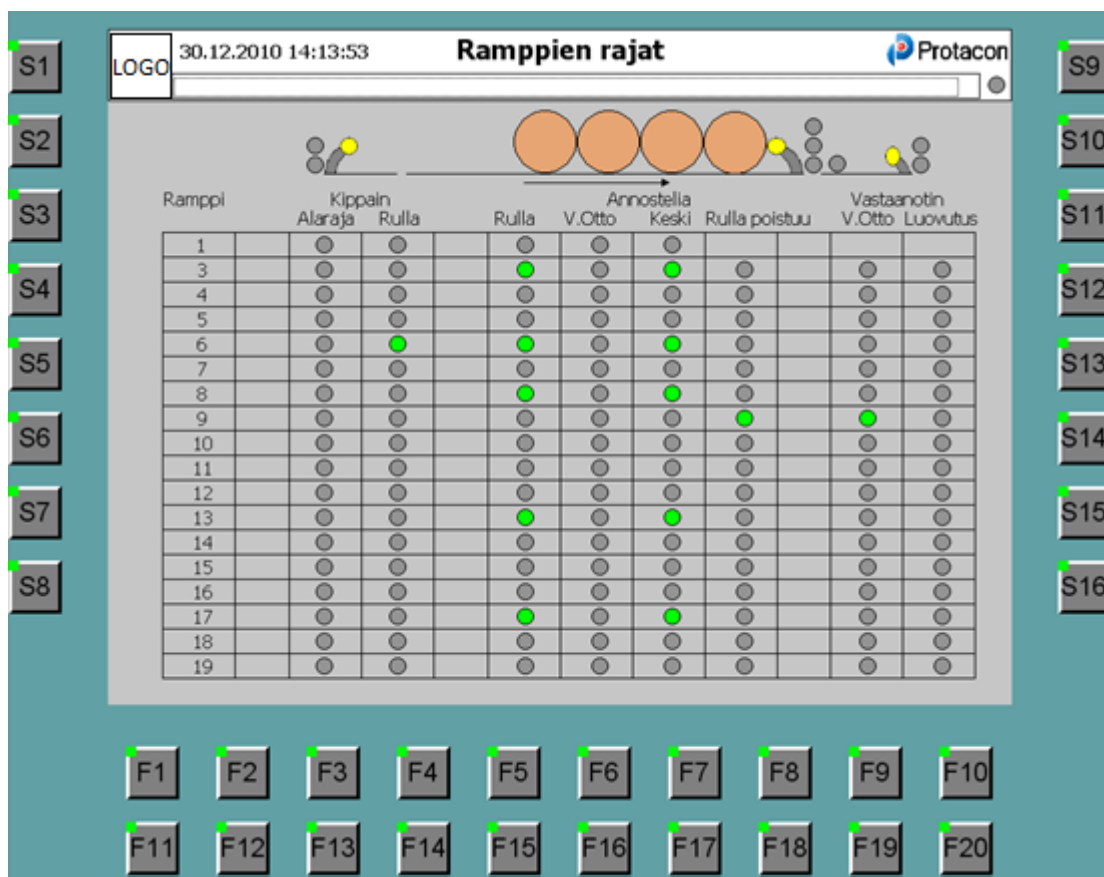 LOGO 30.12.2010 14:13:53 Ramppien rajat Protacon
Ramppi Kippain Annostelia Vastaanotin
Alaraja Rulla Rulla V.Otto Keski Rulla poistuu V.Otto Luovutus
1
3
4
5
6
7
8
9
10
11
12
13
14
15
16
17
18
19
S1
S2
S3
S4
S5
S6
S7
S8
S9
S10
S11
S12
S13
S14
S15
S16
F1 F2 F3 F4 F5 F6 F7 F8 F9 F10
F11 F12 F13 F14 F15 F16 F17 F18 F19 F20